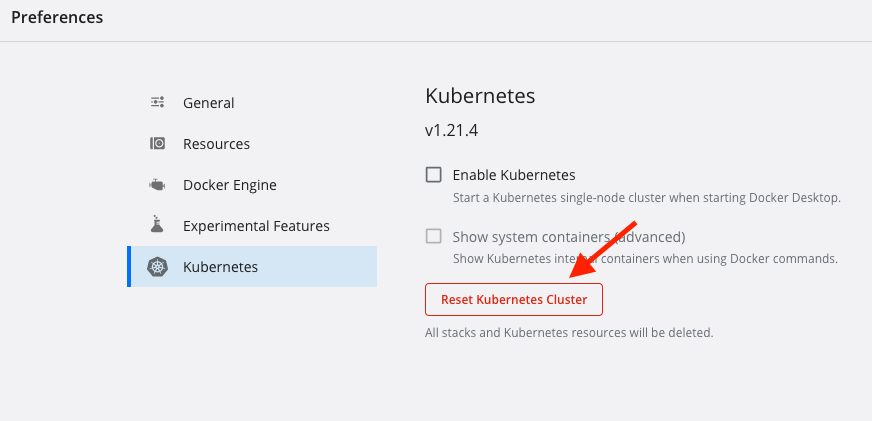 Preferences
General
Resources
Docker Engine
Experimental Features
Kubernetes
Kubernetes
v1.21.4
Enable Kubernetes
Start a Kubernetes single-node cluster when starting Docker Desktop.
Show system containers (advanced)
Show Kubernetes internal containers when using Docker commands.
Reset Kubernetes Cluster
All stacks and Kubernetes resources will be deleted.